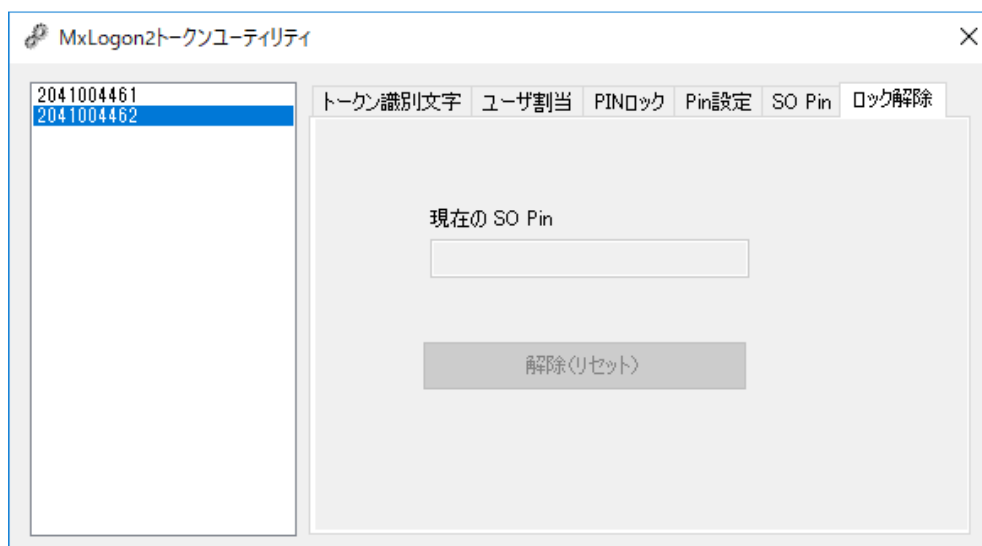 MxLogon2トークンユーティリティ
2041004461
2041004462
トークン識別文字 ユーザ割当 PINロック Pin設定 SO Pin ロック解除
現在の SO Pin
解除(リセット)